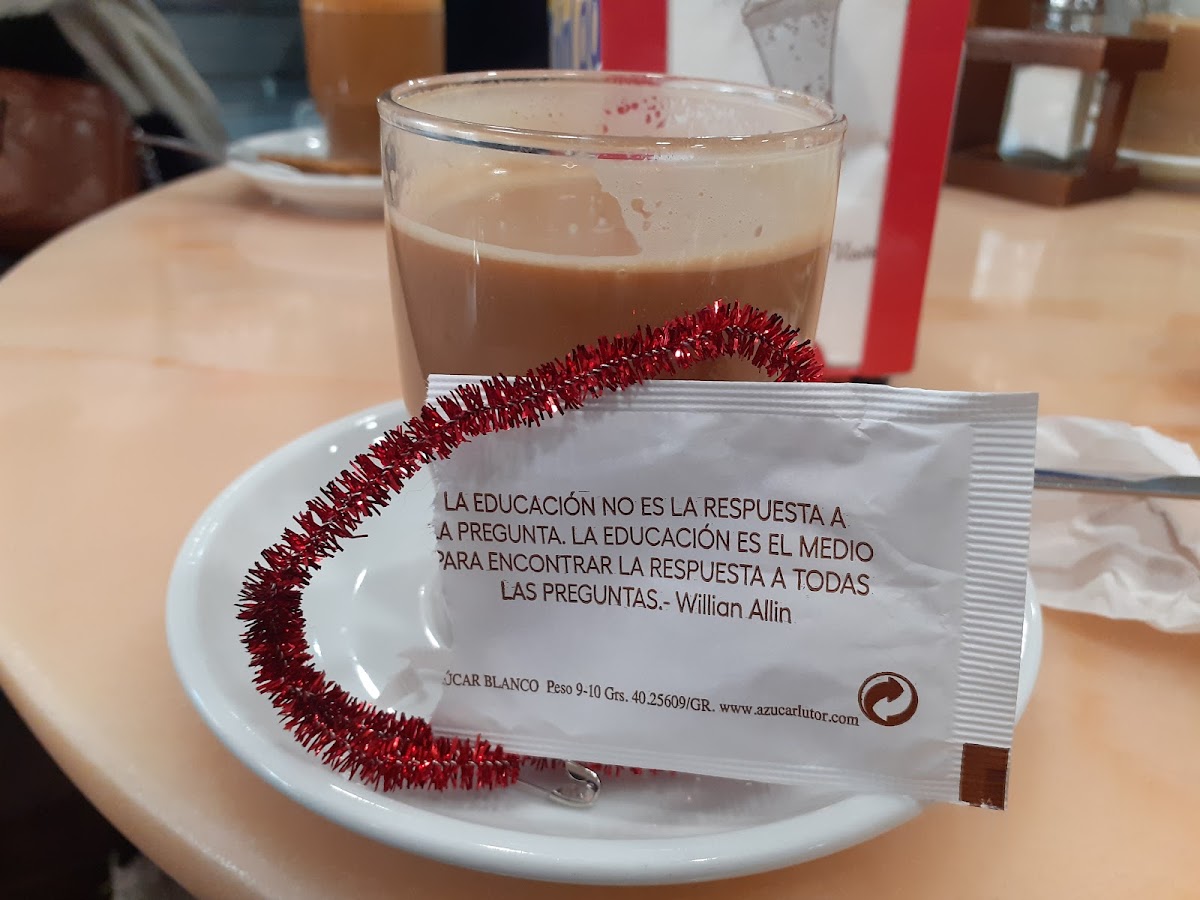 LA EDUCACIÓN NO ES LA RESPUESTA A
LA PREGUNTA. LA EDUCACIÓN ES EL MEDIO
PARA ENCONTRAR LA RESPUESTA A TODAS
LAS PREGUNTAS.- Willian Allin
ÚCAR BLANCO Peso 9-10 Grs. 40.25609/GR. www.azucarlutor.com